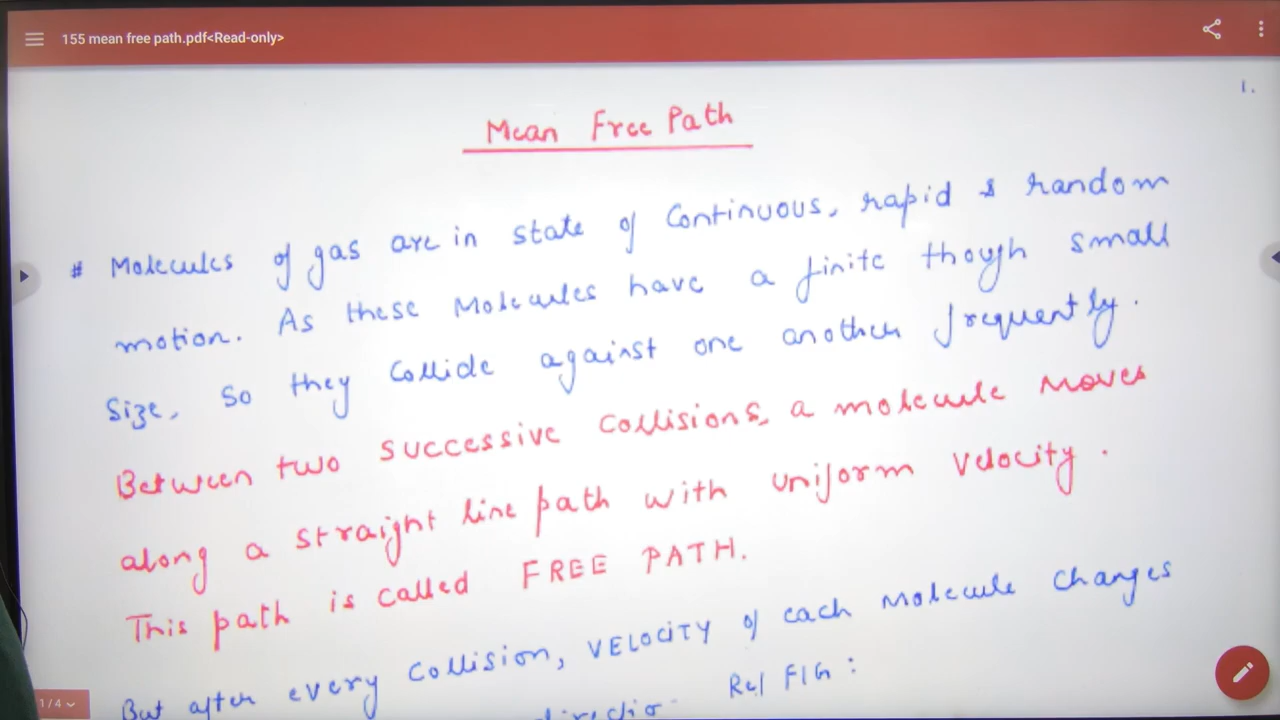 155 mean free path.pdf<Read-only>
1.
Mean Free Path
# Molecules of gas are in state of Continuous, rapid & random
motion. As these Molecules have a finite though small
Size, So they Collide against one another frequently.
Between two successive Collisions, a molecule Moves
along a straight line path with uniform velocity.
This path is called FREE PATH.
But after every Collision, VELOCITY of each Molecule Changes
directio
Ref FIG:
1/4